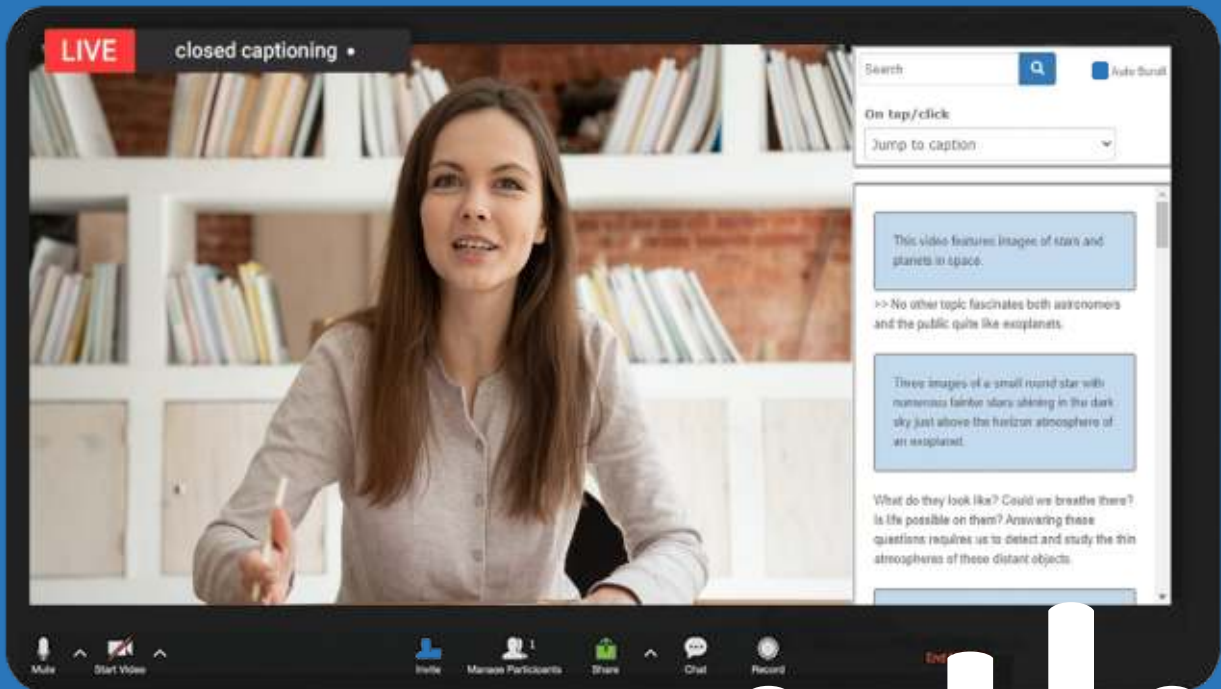 LIVE
closed captioning •
Search
Auto Scroll
On tap/click
Jump to caption
This video features images of stars and
planets in space.
>> No other topic fascinates both astronomers
and the public quite like exoplanets.
Three images of a small round star with
numerous fainter stars shining in the dark
sky just above the horizon atmosphere of
an exoplanet
What do they look like? Could we breathe there?
Is life possible on them? Answering these
questions requires us to detect and study the thin
atmospheres of these distant objects.
Mute
Start Video
Invite
Manage Participants
1
Share
Chat
Record
End